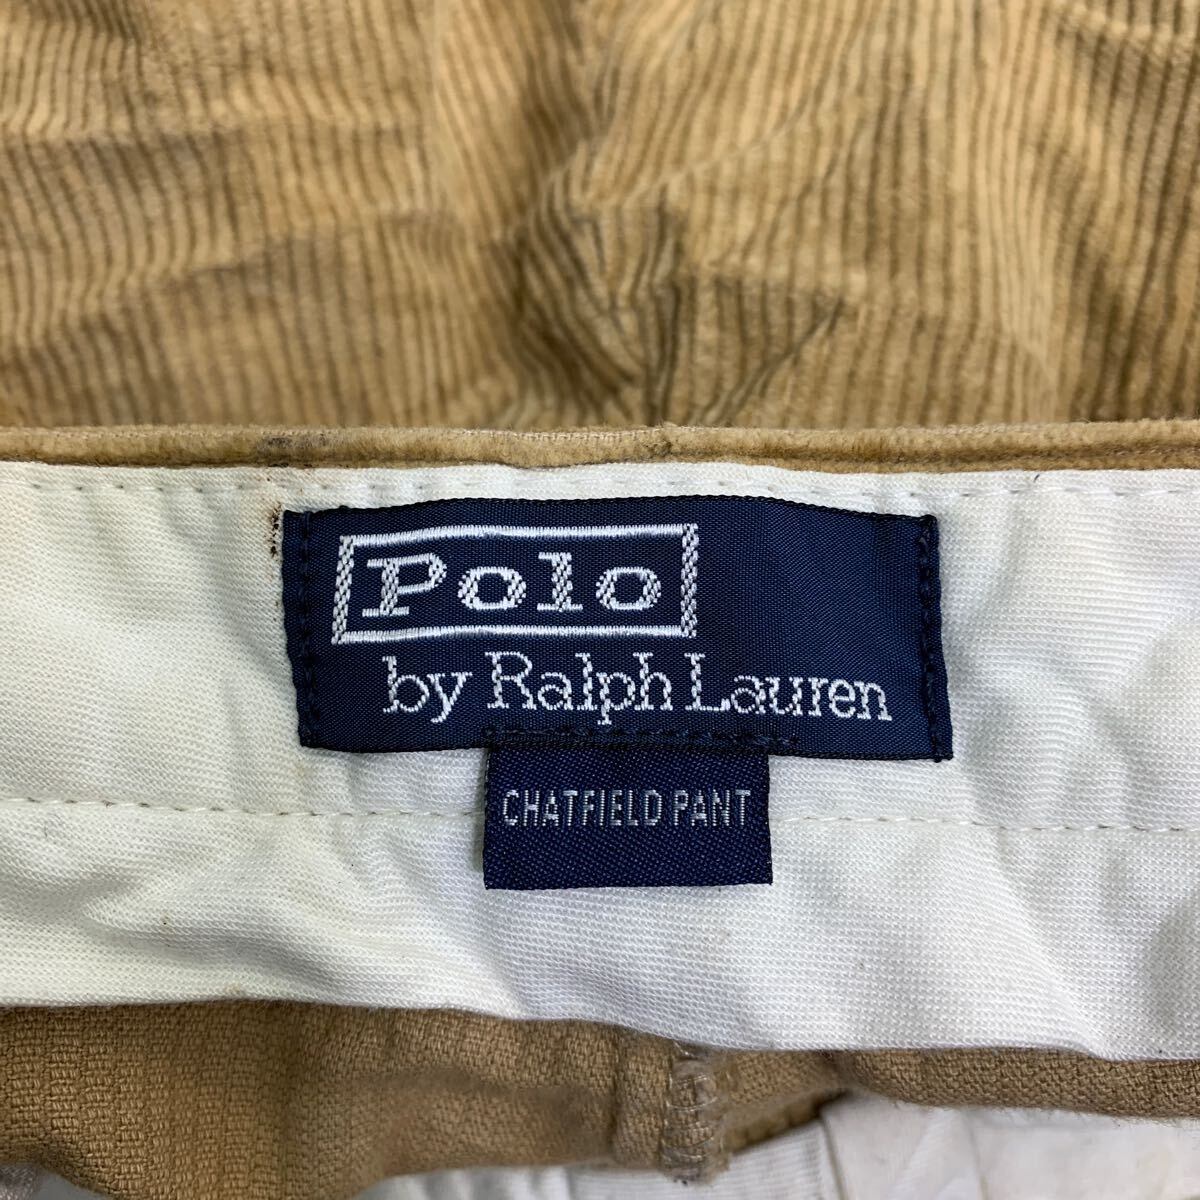 Polo
by Ralph Lauren
CHATFIELD PANT